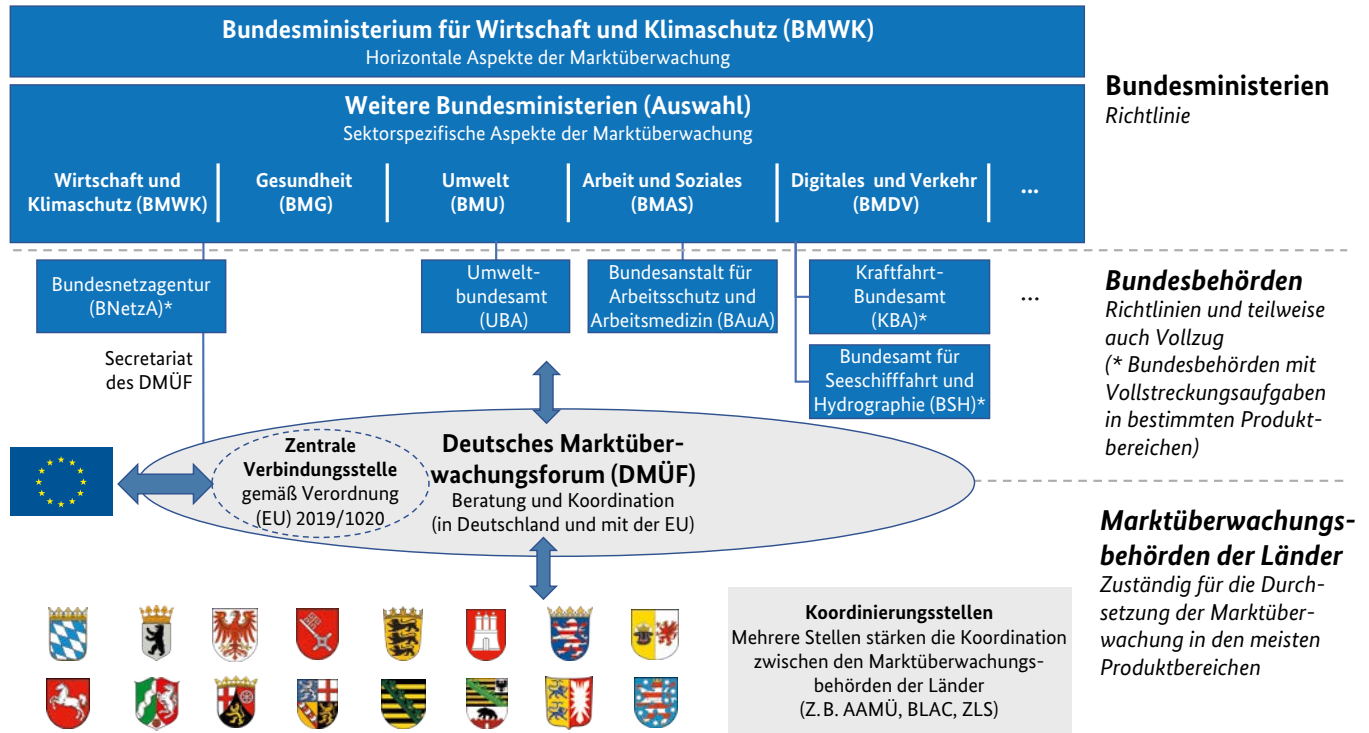 Bundesministerium für Wirtschaft und Klimaschutz (BMWK)
Horizontale Aspekte der Marktüberwachung
Weitere Bundesministerien (Auswahl)
Sektorspezifische Aspekte der Marktüberwachung
Wirtschaft und
Klimaschutz (BMWK)
Gesundheit
(BMG)
Umwelt
(BMU)
Arbeit und Soziales
(BMAS)
Digitales und Verkehr
(BMDV)
...
Bundesministerien
Richtlinie
Bundesnetzagentur
(BNetzA)*
Umwelt-
bundesamt
(UBA)
Bundesanstalt für
Arbeitsschutz und
Arbeitsmedizin (BAuA)
Kraftfahrt-
Bundesamt
(KBA)*
...
Bundesamt für
Seeschifffahrt und
Hydrographie (BSH)*
Bundesbehörden
Richtlinien und teilweise
auch Vollzug
(* Bundesbehörden mit
Vollstreckungsaufgaben
in bestimmten Produkt-
bereichen)
Secretariat
des DMÜF
Zentrale
Verbindungsstelle
gemäß Verordnung
(EU) 2019/1020
Deutsches Marktüber-
wachungsforum (DMÜF)
Beratung und Koordination
(in Deutschland und mit der EU)
Marktüberwachungs-
behörden der Länder
Zuständig für die Durch-
setzung der Marktüber-
wachung in den meisten
Produktbereichen
Koordinierungsstellen
Mehrere Stellen stärken die Koordination
zwischen den Marktüberwachungs-
behörden der Länder
(Z. B. AAMÜ, BLAC, ZLS)